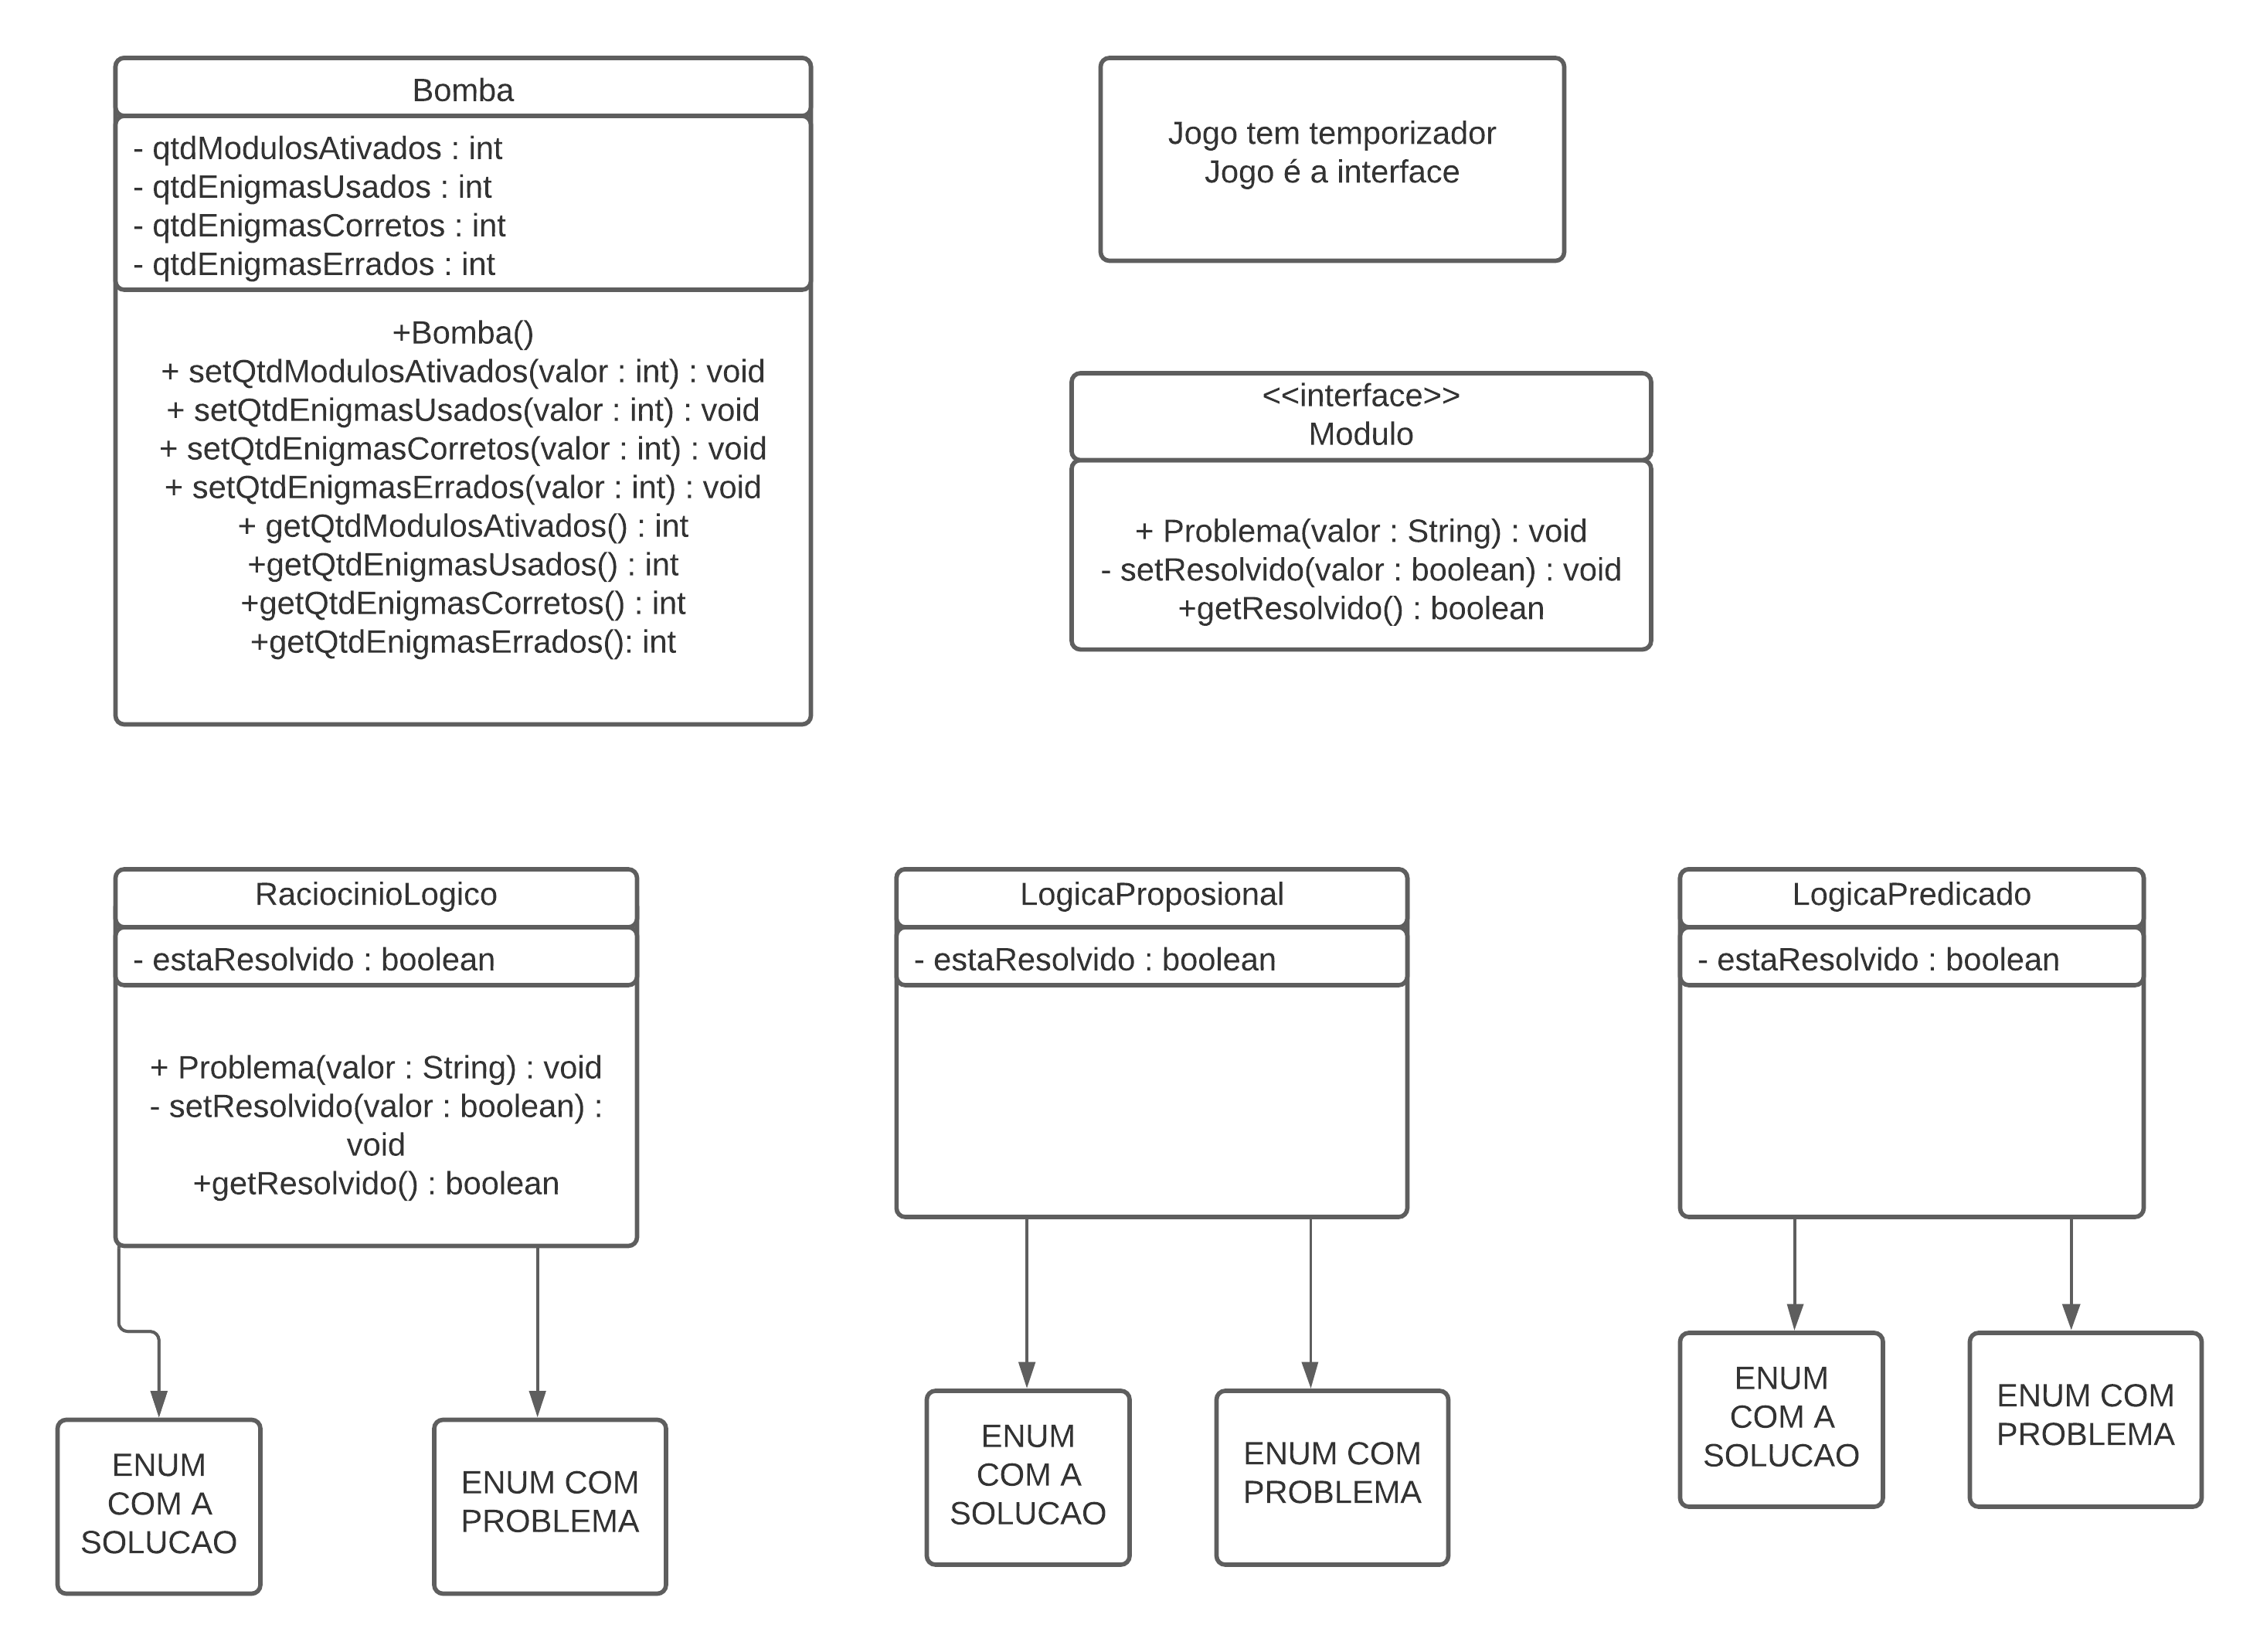 Bomba
- qtdModulosAtivados : int
- qtdEnigmasUsados : int
- qtdEnigmasCorretos : int
- qtdEnigmasErrados : int
+Bomba()
+ setQtdModulosAtivados(valor : int) : void
+ setQtdEnigmasUsados(valor : int) : void
+ setQtdEnigmasCorretos(valor : int) : void
+ setQtdEnigmasErrados(valor : int) : void
+ getQtdModulosAtivados() : int
+getQtdEnigmasUsados() : int
+getQtdEnigmasCorretos() : int
+getQtdEnigmasErrados(): int
Jogo tem temporizador
Jogo é a interface
<<interface>>
Modulo
+ Problema(valor : String) : void
- setResolvido(valor : boolean) : void
+getResolvido() : boolean
RaciocinioLogico
- estaResolvido : boolean
+ Problema(valor : String) : void
- setResolvido(valor : boolean) :
void
+getResolvido() : boolean
ENUM
COM A
SOLUCAO
ENUM COM
PROBLEMA
LogicaProposional
- estaResolvido : boolean
ENUM
COM A
SOLUCAO
ENUM COM
PROBLEMA
LogicaPredicado
- estaResolvido : boolean
ENUM
COM A
SOLUCAO
ENUM COM
PROBLEMA